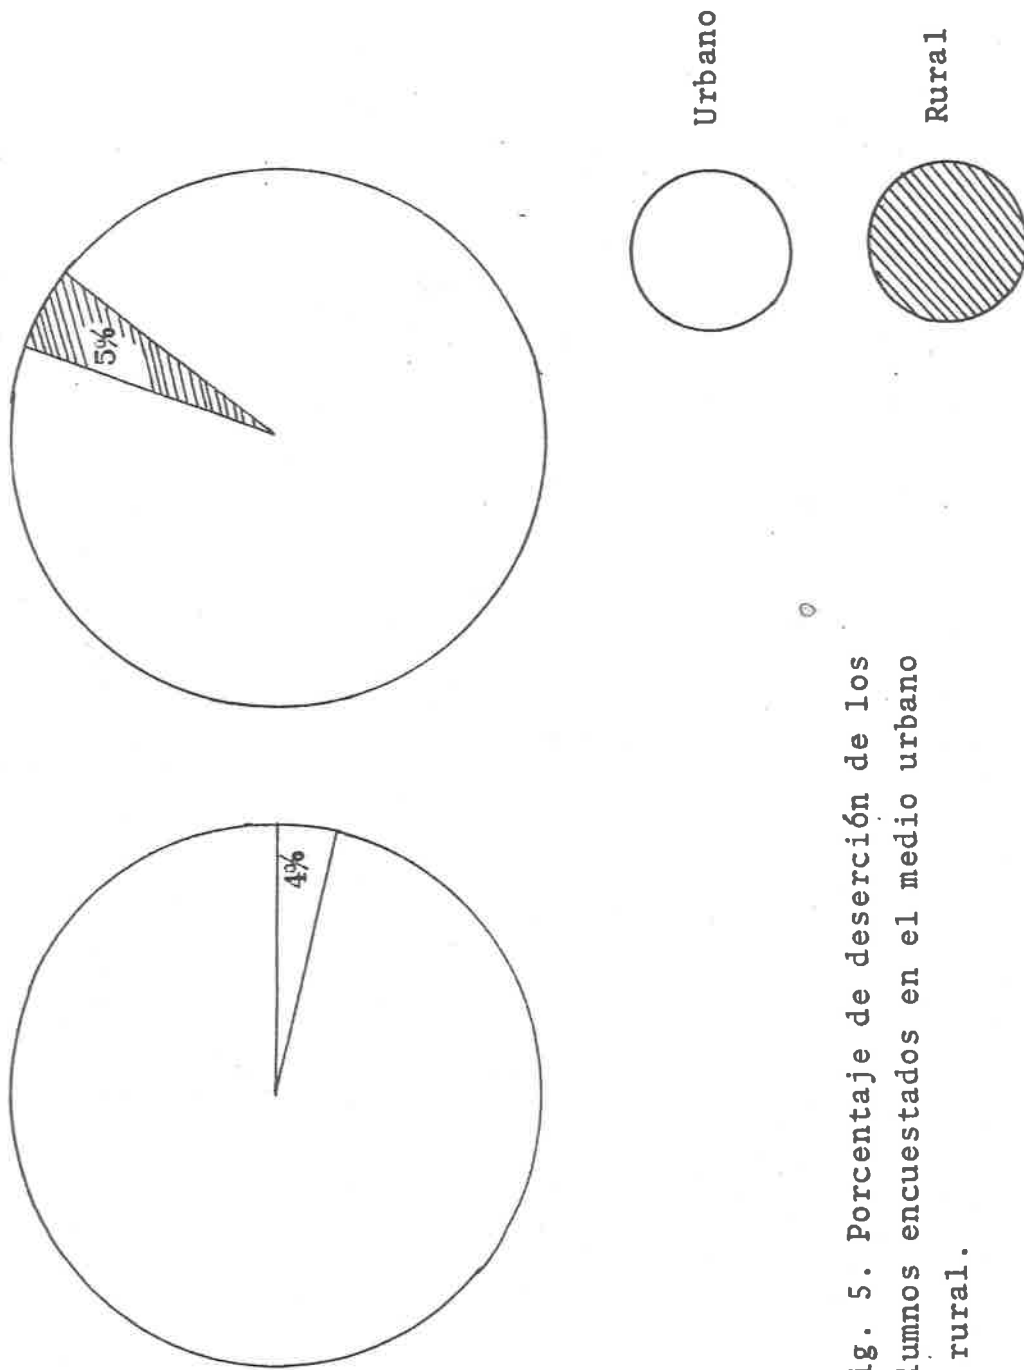 4%
5%
Urbano
Rural
ig. 5. Porcentaje de deserción de los
lumnos encuestados en el medio urbano
rural.